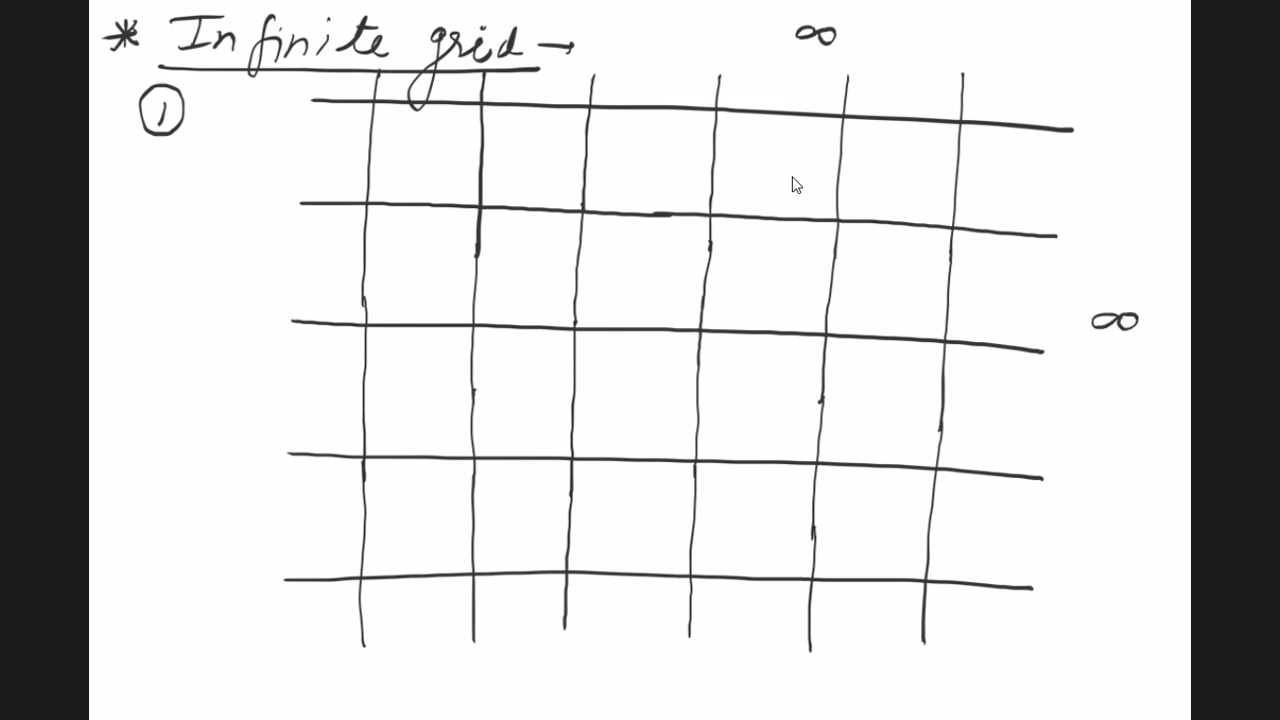 * Infinite grid →
∞
①
∞